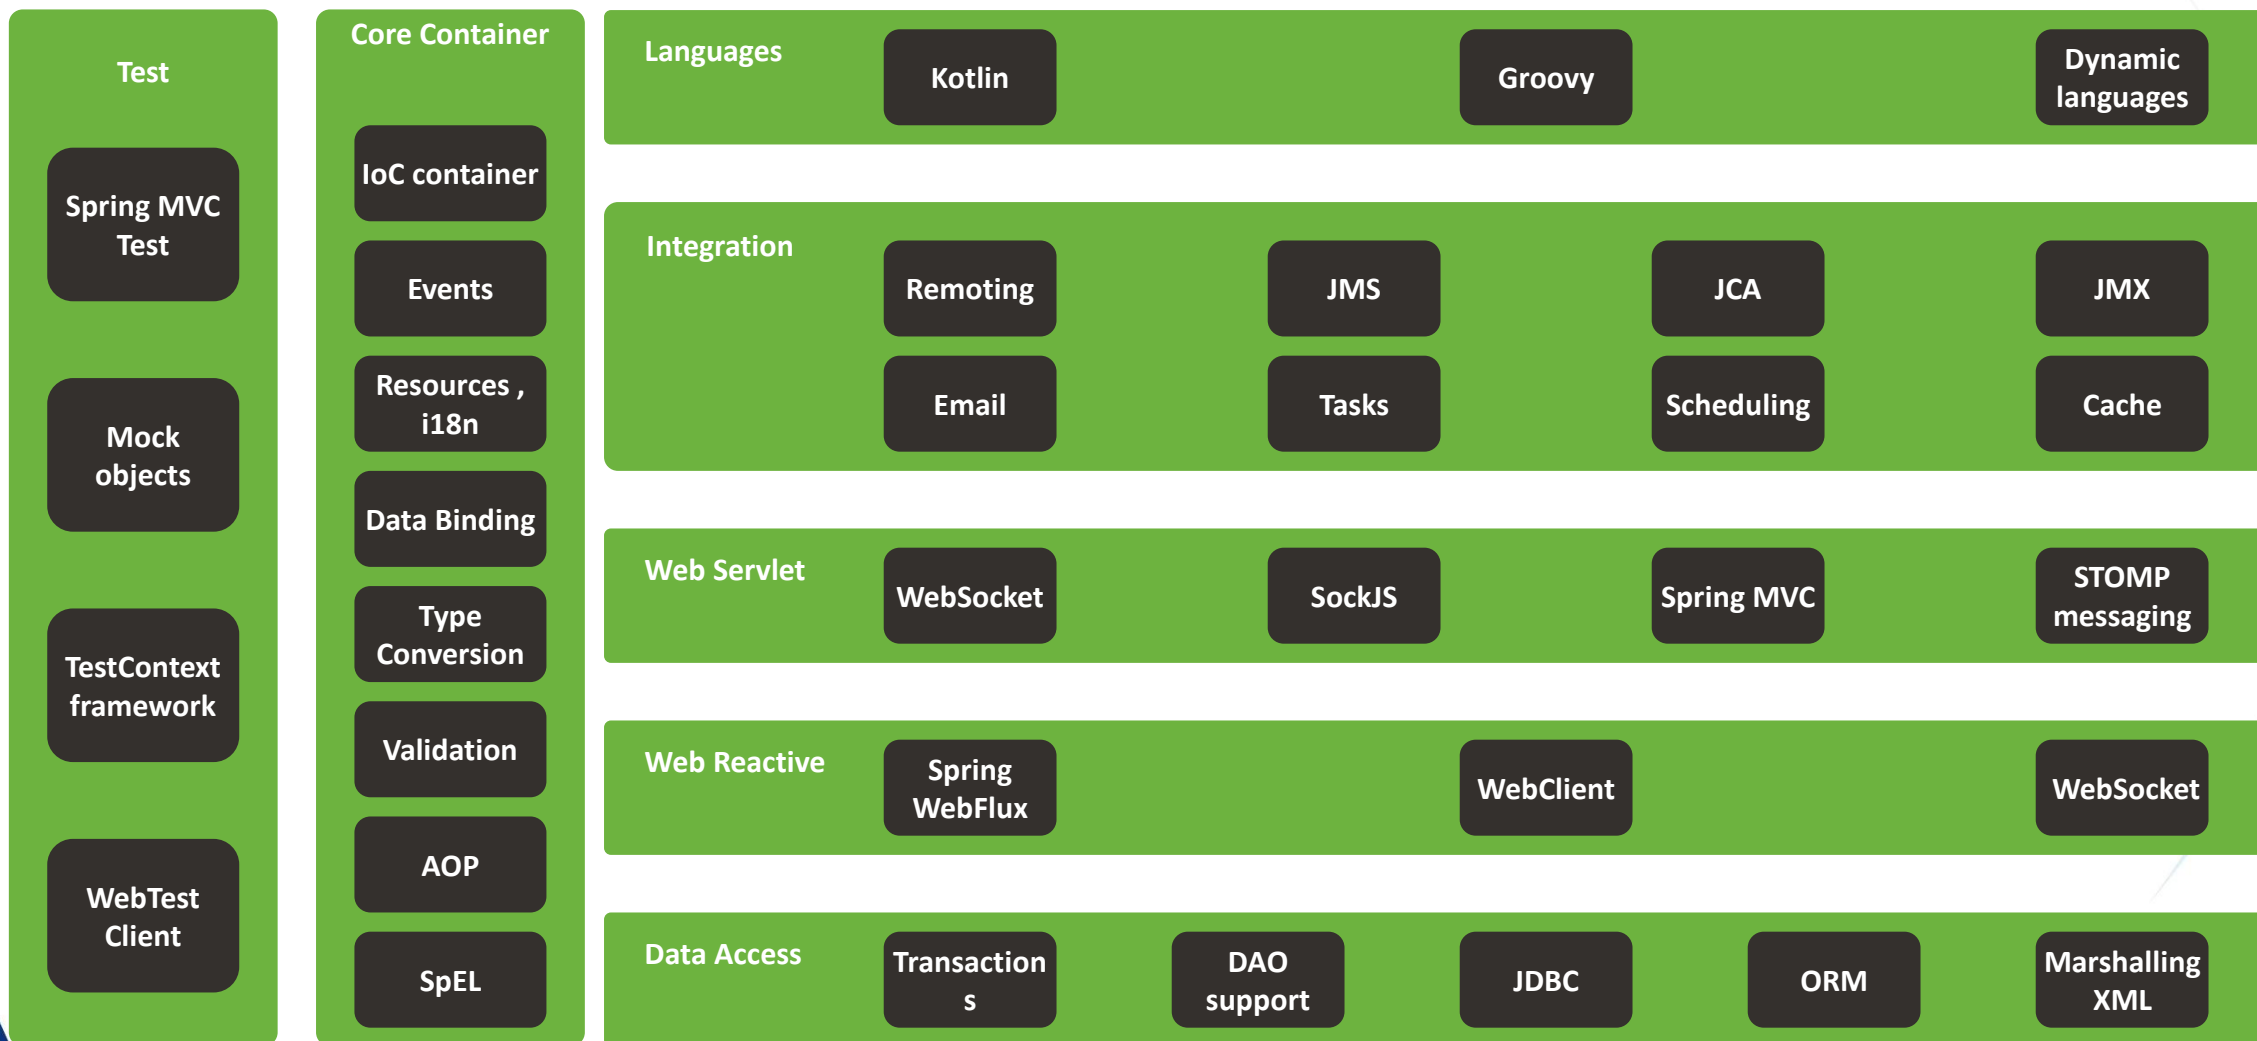 Test
Spring MVC
Test
Mock
objects
TestContext
framework
WebTest
Client
Core Container
IoC container
Events
Resources ,
i18n
Data Binding
Type
Conversion
Validation
AOP
SpEL
Languages
Kotlin
Groovy
Dynamic
languages
Integration
Remoting
JMS
JCA
JMX
Email
Tasks
Scheduling
Cache
Web Servlet
WebSocket
SockJS
Spring MVC
STOMP
messaging
Web Reactive
Spring
WebFlux
WebClient
WebSocket
Data Access
Transaction
s
DAO
support
JDBC
ORM
Marshalling
XML